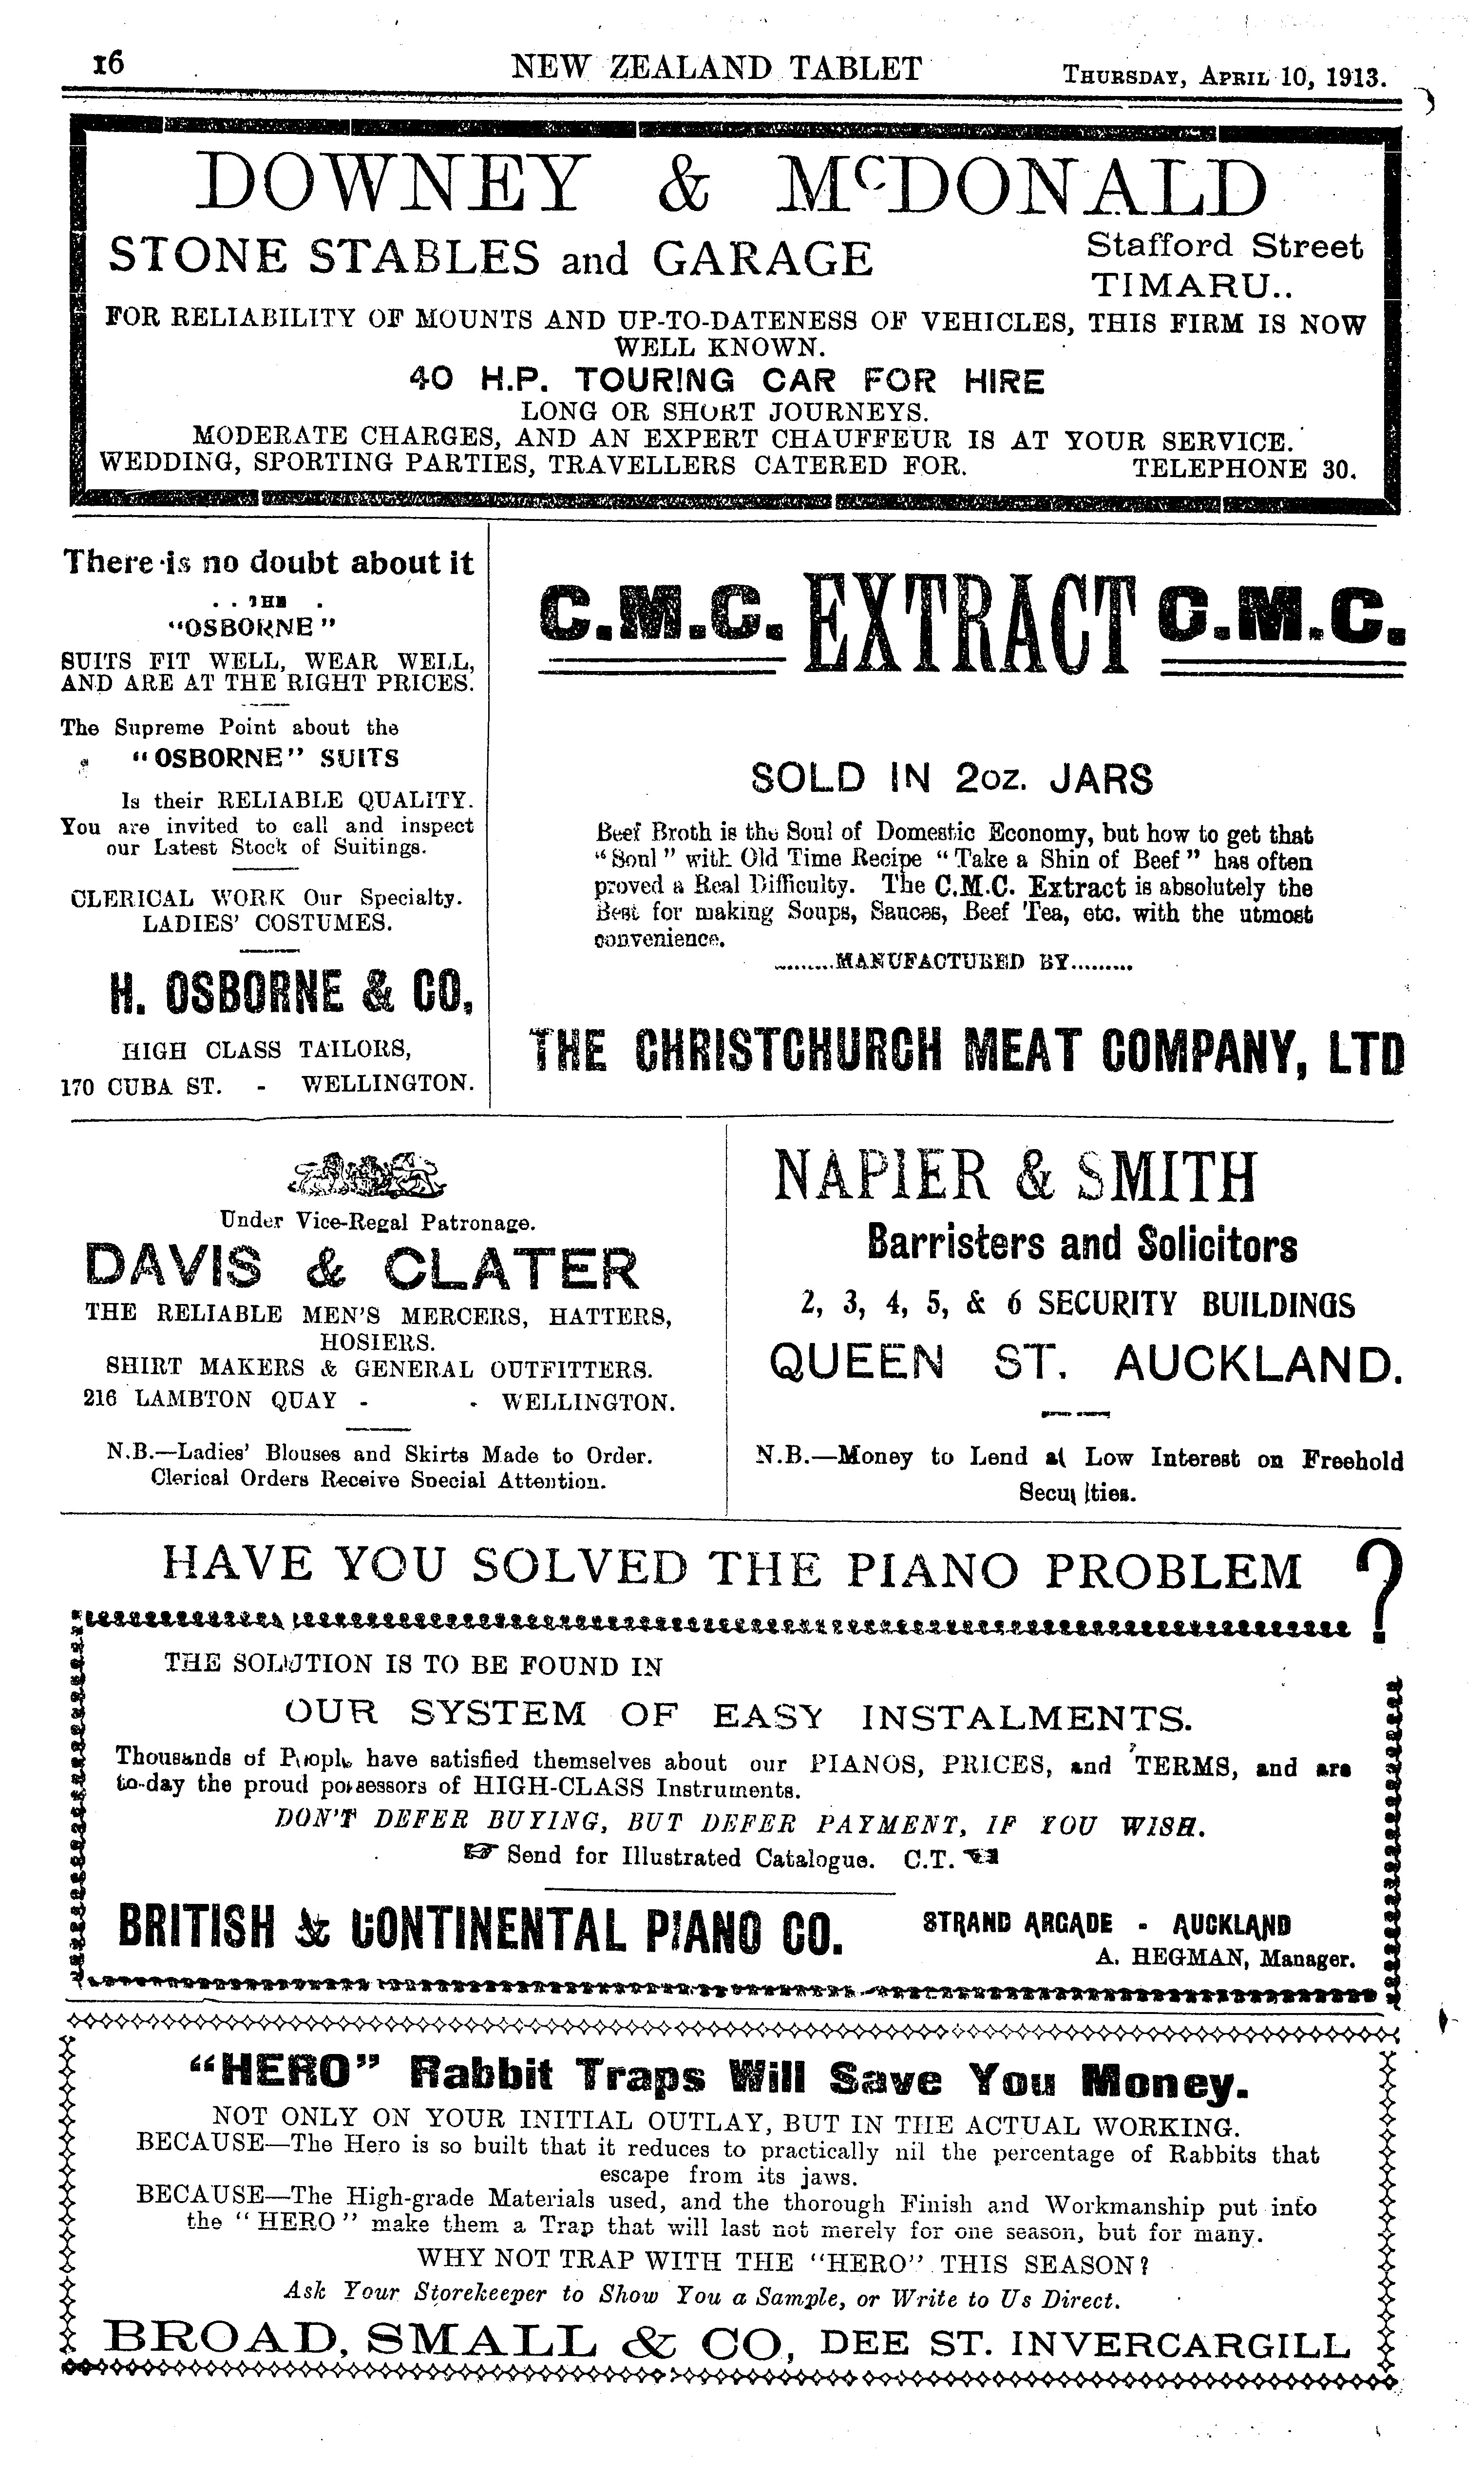 16
NEW ZEALAND TABLET
THURSDAY, APRIL 10, 1913.
DOWNEY & McDONALD
STONE STABLES and GARAGE
Stafford Street
TIMARU..
FOR RELIABILITY OF MOUNTS AND UP-TO-DATENESS OF VEHICLES, THIS FIRM IS NOW
WELL KNOWN.
40 H.P. TOURING CAR FOR HIRE
LONG OR SHORT JOURNEYS.
MODERATE CHARGES, AND AN EXPERT CHAUFFEUR IS AT YOUR SERVICE.
WEDDING, SPORTING PARTIES, TRAVELLERS CATERED FOR. TELEPHONE 30.
There is no doubt about it
. . THE .
"OSBORNE"
SUITS FIT WELL, WEAR WELL,
AND ARE AT THE RIGHT PRICES.
The Supreme Point about the
"OSBORNE" SUITS
Is their RELIABLE QUALITY.
You are invited to call and inspect
our Latest Stock of Suitings.
CLERICAL WORK Our Specialty.
LADIES' COSTUMES.
H. OSBORNE & CO,
HIGH CLASS TAILORS,
170 CUBA ST. - WELLINGTON.
C.M.C. EXTRACT C.M.C.
SOLD IN 2oz. JARS
Beef Broth is the Soul of Domestic Economy, but how to get that
"Soul" with Old Time Recipe "Take a Shin of Beef" has often
proved a Real Difficulty. The C.M.C. Extract is absolutely the
Best for making Soups, Sauces, Beef Tea, etc. with the utmost
convenience.
.........MANUFACTURED BY.........
THE CHRISTCHURCH MEAT COMPANY, LTD
Under Vice-Regal Patronage.
DAVIS & CLATER
THE RELIABLE MEN'S MERCERS, HATTERS,
HOSIERS.
SHIRT MAKERS & GENERAL OUTFITTERS.
216 LAMBTON QUAY - - WELLINGTON.
N.B.—Ladies' Blouses and Skirts Made to Order.
Clerical Orders Receive Special Attention.
NAPIER & SMITH
Barristers and Solicitors
2, 3, 4, 5, & 6 SECURITY BUILDINGS
QUEEN ST. AUCKLAND.
N.B.—Money to Lend at Low Interest on Freehold
Securities.
HAVE YOU SOLVED THE PIANO PROBLEM ?
THE SOLUTION IS TO BE FOUND IN
OUR SYSTEM OF EASY INSTALMENTS.
Thousands of People have satisfied themselves about our PIANOS, PRICES, and TERMS, and are
to-day the proud possessors of HIGH-CLASS Instruments.
DON'T DEFER BUYING, BUT DEFER PAYMENT, IF YOU WISH.
☞ Send for Illustrated Catalogue. C.T. ☜
BRITISH & CONTINENTAL PIANO CO.
STRAND ARCADE - AUCKLAND
A. HEGMAN, Manager.
"HERO" Rabbit Traps Will Save You Money.
NOT ONLY ON YOUR INITIAL OUTLAY, BUT IN THE ACTUAL WORKING.
BECAUSE—The Hero is so built that it reduces to practically nil the percentage of Rabbits that
escape from its jaws.
BECAUSE—The High-grade Materials used, and the thorough Finish and Workmanship put into
the "HERO" make them a Trap that will last not merely for one season, but for many.
WHY NOT TRAP WITH THE "HERO" THIS SEASON?
Ask Your Storekeeper to Show You a Sample, or Write to Us Direct.
BROAD, SMALL & CO, DEE ST. INVERCARGILL